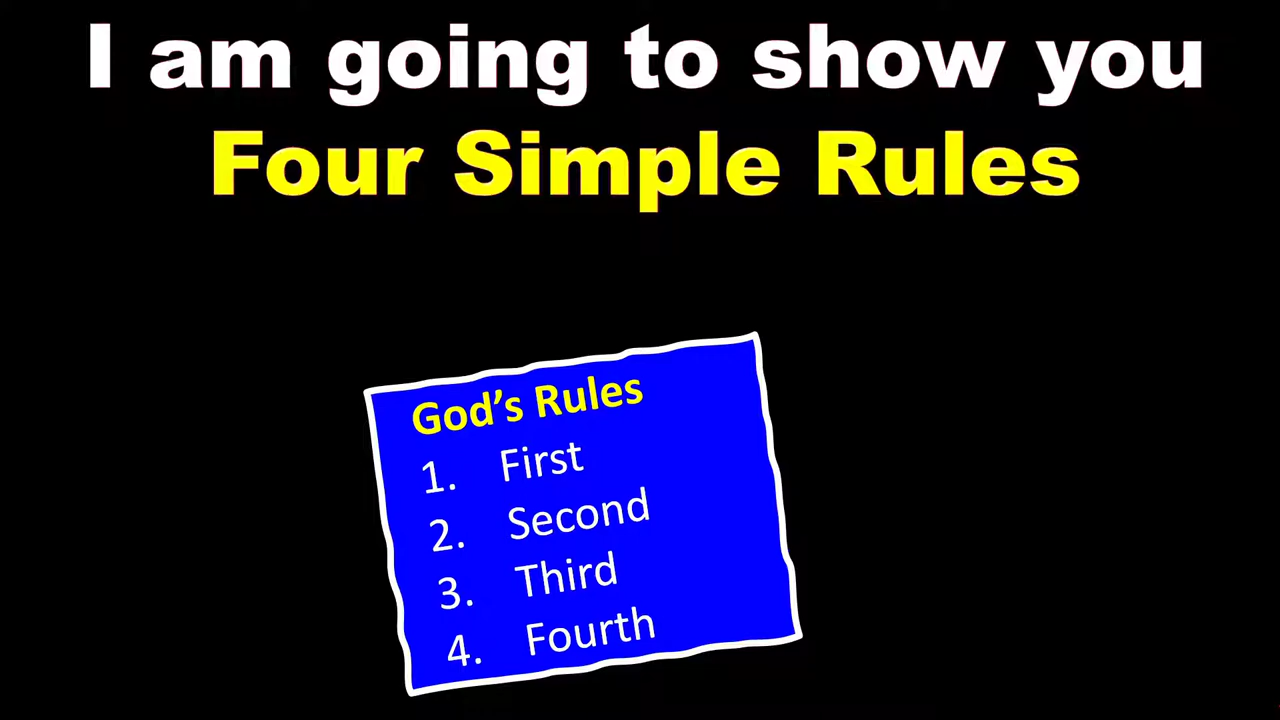 I am going to show you
Four Simple Rules
God’s Rules
1. First
2. Second
3. Third
4. Fourth